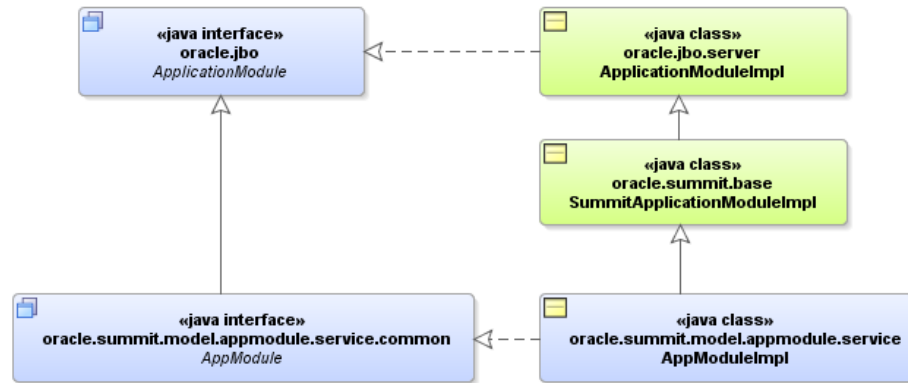 «java interface»
oracle.jbo
ApplicationModule
«java class»
oracle.jbo.server
ApplicationModuleImpl
«java class»
oracle.summit.base
SummitApplicationModuleImpl
«java interface»
oracle.summit.model.appmodule.service.common
AppModule
«java class»
oracle.summit.model.appmodule.service
AppModuleImpl